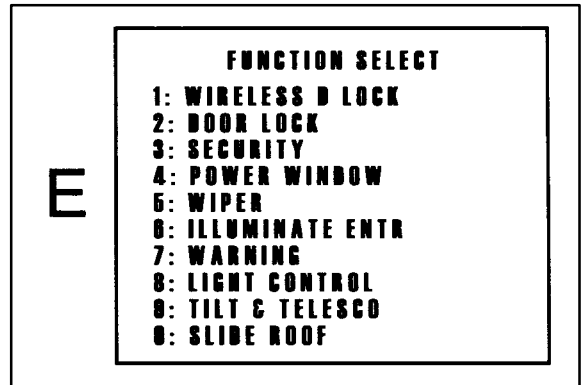 FUNCTION SELECT
1: WIRELESS D LOCK
2: DOOR LOCK
3: SECURITY
4: POWER WINDOW
E
5: WIPER
6: ILLUMINATE ENTR
7: WARNING
8: LIGHT CONTROL
9: TILT & TELESCO
0: SLIDE ROOF